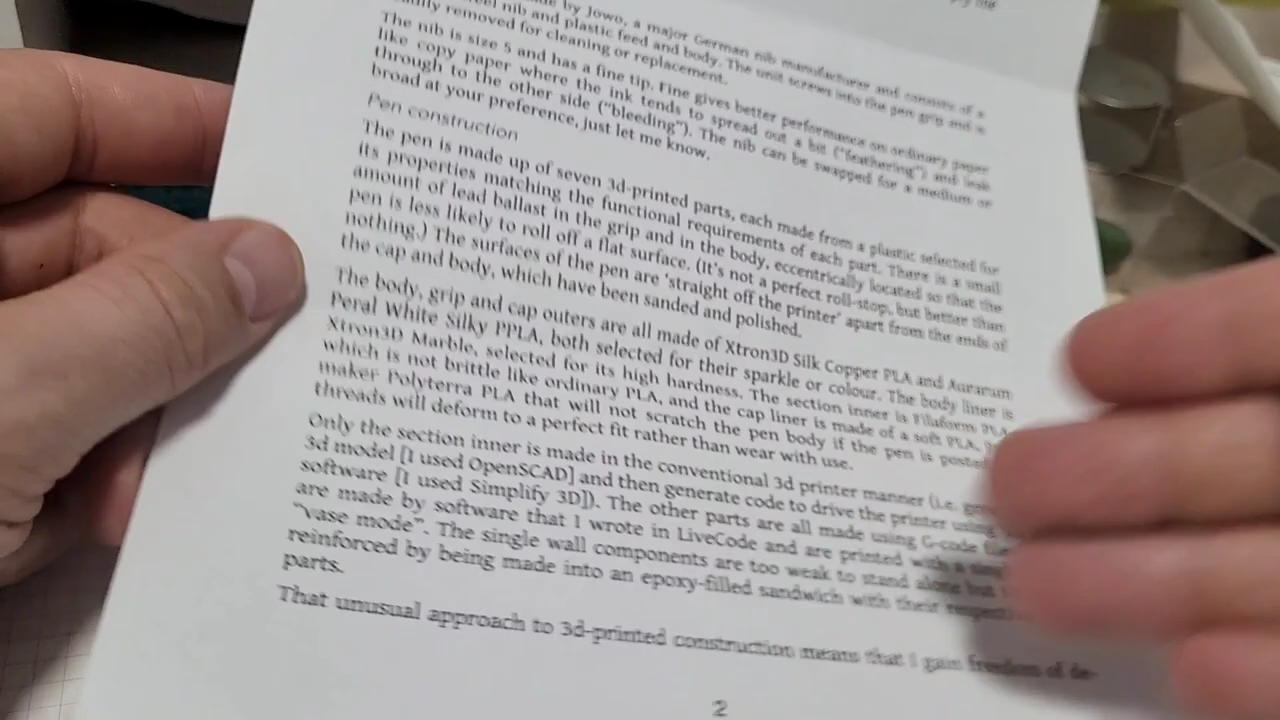 by Jowo, a major German nib manufacturer and consists of a
nib and plastic feed and body. The unit screws into the pen grip and is
removed for cleaning or replacement.
The nib is size 5 and has a fine tip. Fine gives better performance on ordinary paper
like copy paper where the ink tends to spread out a bit ("feathering") and leak
through to the other side ("bleeding"). The nib can be swapped for a medium or
broad at your preference, just let me know.
Pen construction
The pen is made up of seven 3d-printed parts, each made from a plastic selected for
its properties matching the functional requirements of each part. There is a small
amount of lead ballast in the grip and in the body, eccentrically located so that the
pen is less likely to roll off a flat surface. (It's not a perfect roll-stop, but better than
nothing.) The surfaces of the pen are 'straight off the printer' apart from the ends of
the cap and body, which have been sanded and polished.
The body, grip and cap outers are all made of Xtron3D Silk Copper PLA and Aurarum
Peral White Silky PPLA, both selected for their sparkle or colour. The body liner is
Xtron3D Marble, selected for its high hardness. The section inner is Filaform PLA
which is not brittle like ordinary PLA, and the cap liner is made of a soft PLA,
maker Polyterra PLA that will not scratch the pen body if the pen is posted
threads will deform to a perfect fit rather than wear with use.
Only the section inner is made in the conventional 3d printer manner (i.e.
3d model [I used OpenSCAD] and then generate code to drive the printer using
software [I used Simplify 3D]). The other parts are all made using G-code
are made by software that I wrote in LiveCode and are printed with a
"vase mode". The single wall components are too weak to stand alone but
reinforced by being made into an epoxy-filled sandwich with their
parts.
That unusual approach to 3d-printed construction means that I gain freedom of de-
2